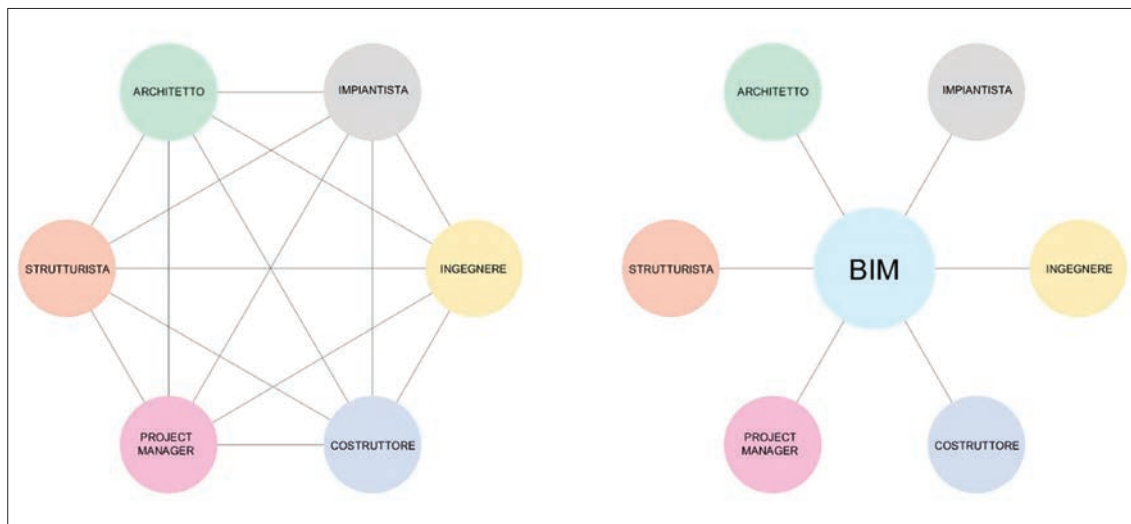 ARCHITETTO
IMPIANTISTA
STRUTTURISTA
INGEGNERE
PROJECT
MANAGER
COSTRUTTORE
ARCHITETTO
IMPIANTISTA
STRUTTURISTA
BIM
INGEGNERE
PROJECT
MANAGER
COSTRUTTORE